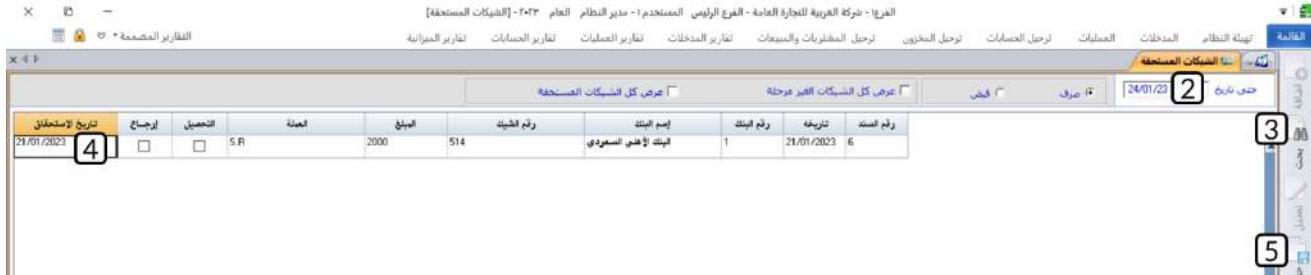 الفرع١ - شركة العربية للتجارة العامة - الفرع الرئيس المستخدم ١ - مدير النظام العام ٢٠٢٣ - [الشيكات المستحقة]
القائمة تهيئة النظام المدخلات العمليات ترحيل الحسابات ترحيل المخزون ترحيل المشتريات والمبيعات تقارير المدخلات تقارير العمليات تقارير الحسابات تقارير الميزانية التقارير المصممة
الشيكات المستحقة
حتى تاريخ 24/01/23 2 صرف قبض عرض كل الشيكات الغير مرحلة عرض كل الشيكات المستحقة
رقم السند تاريخه رقم البنك إسم البنك رقم الشيك المبلغ العملة التحصيل إرجاع تاريخ الإستحقاق
6 21/01/2023 1 البنك الأهلي السعودي 514 2000 S.R 21/01/2023 4
اضافة
3
بحث
تعديل
5